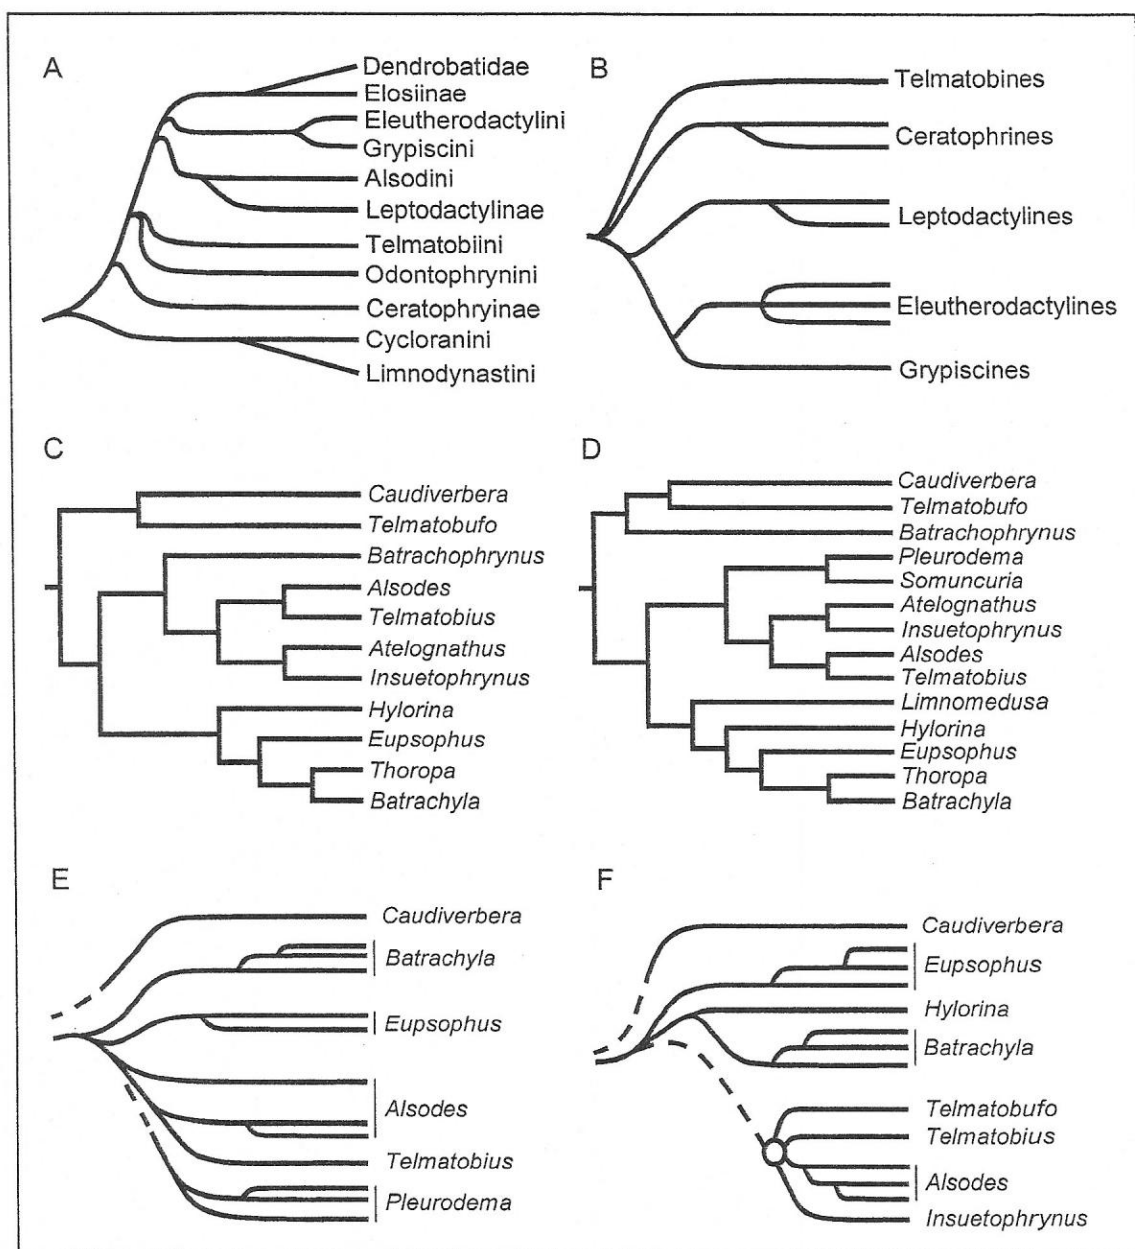 A
Dendrobatidae
Elosiinae
Eleutherodactylini
Grypiscini
Alsodini
Leptodactylinae
Telmatobiini
Odontophrynini
Ceratophryinae
Cycloranini
Limnodynastini
B
Telmatobines
Ceratophrines
Leptodactylines
Eleutherodactylines
Grypiscines
C
Caudiverbera
Telmatobufo
Batrachophrynus
Alsodes
Telmatobius
Atelognathus
Insuetophrynus
Hylorina
Eupsophus
Thoropa
Batrachyla
D
Caudiverbera
Telmatobufo
Batrachophrynus
Pleurodema
Somuncuria
Atelognathus
Insuetophrynus
Alsodes
Telmatobius
Limnomedusa
Hylorina
Eupsophus
Thoropa
Batrachyla
E
Caudiverbera
Batrachyla
Eupsophus
Alsodes
Telmatobius
Pleurodema
F
Caudiverbera
Eupsophus
Hylorina
Batrachyla
Telmatobufo
Telmatobius
Alsodes
Insuetophrynus